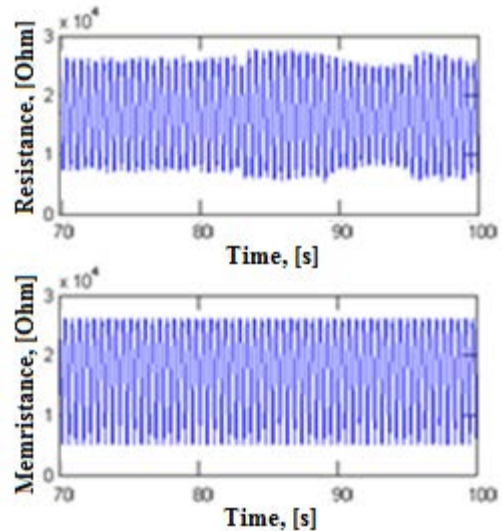 3 x 10⁴
2
1
0
Resistance, [Ohm]
70 80 90 100
Time, [s]
3 x 10⁴
2
1
0
Memristance, [Ohm]
70 80 90 100
Time, [s]